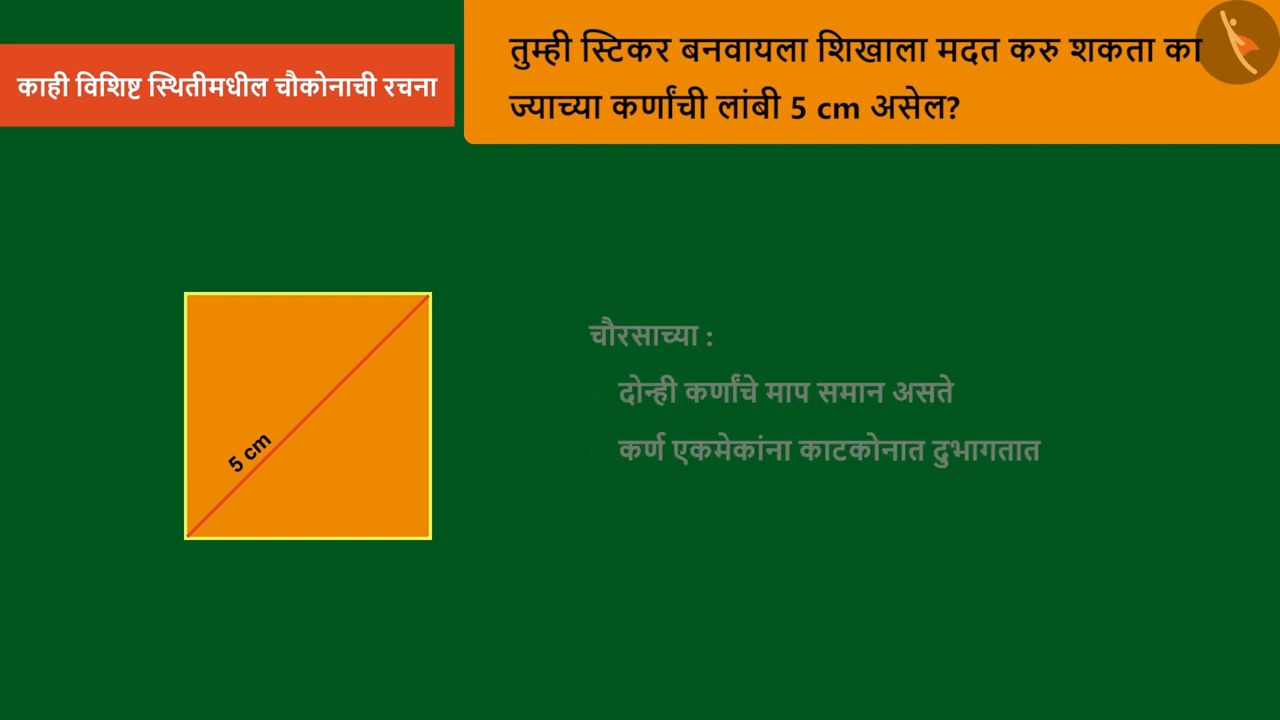 काही विशिष्ट स्थितीमधील चौकोनाची रचना
तुम्ही स्टिकर बनवायला शिखाला मदत करु शकता का
ज्याच्या कर्णांची लांबी 5 cm असेल?
5 cm
चौरसाच्या :
दोन्ही कर्णांचे माप समान असते
कर्ण एकमेकांना काटकोनात दुभागतात